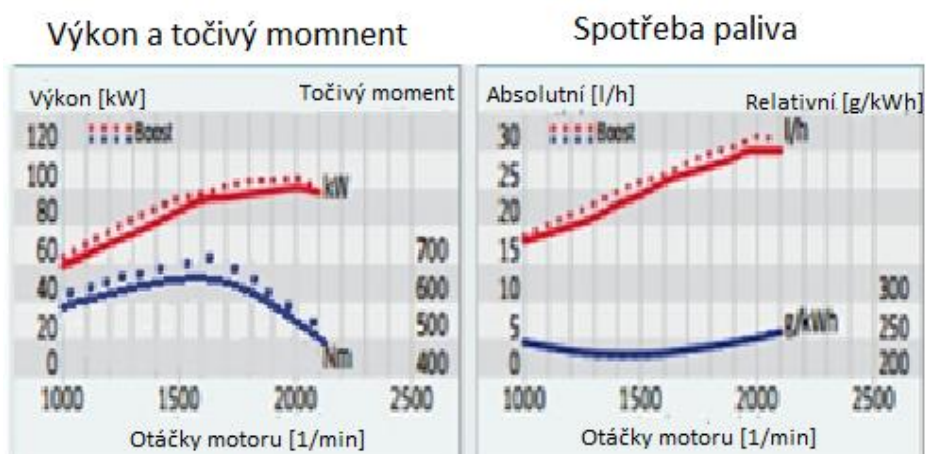 Výkon a točivý momnent
Výkon [kW]
Točivý moment
120
Boost
100
kW
80
60
700
40
600
20
500
0
Nm
400
1000 1500 2000 2500
Otáčky motoru [1/min]
Spotřeba paliva
Absolutní [l/h]
Relativní [g/kWh]
30
Boost
l/h
25
20
15
10
300
5
g/kWh
250
0
200
1000 1500 2000 2500
Otáčky motoru [1/min]